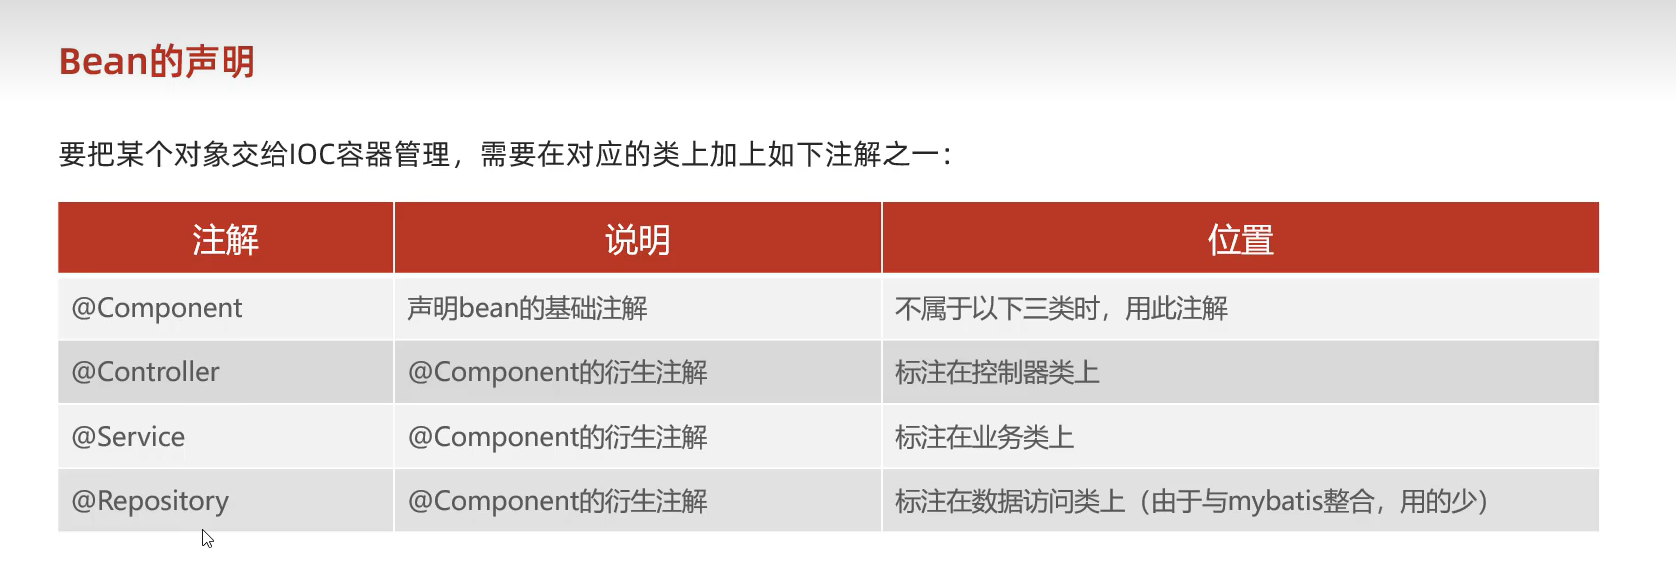 Bean的声明
要把某个对象交给IOC容器管理，需要在对应的类上加上如下注解之一：
注解 说明 位置
@Component 声明bean的基础注解 不属于以下三类时，用此注解
@Controller @Component的衍生注解 标注在控制器类上
@Service @Component的衍生注解 标注在业务类上
@Repository @Component的衍生注解 标注在数据访问类上（由于与mybatis整合，用的少）